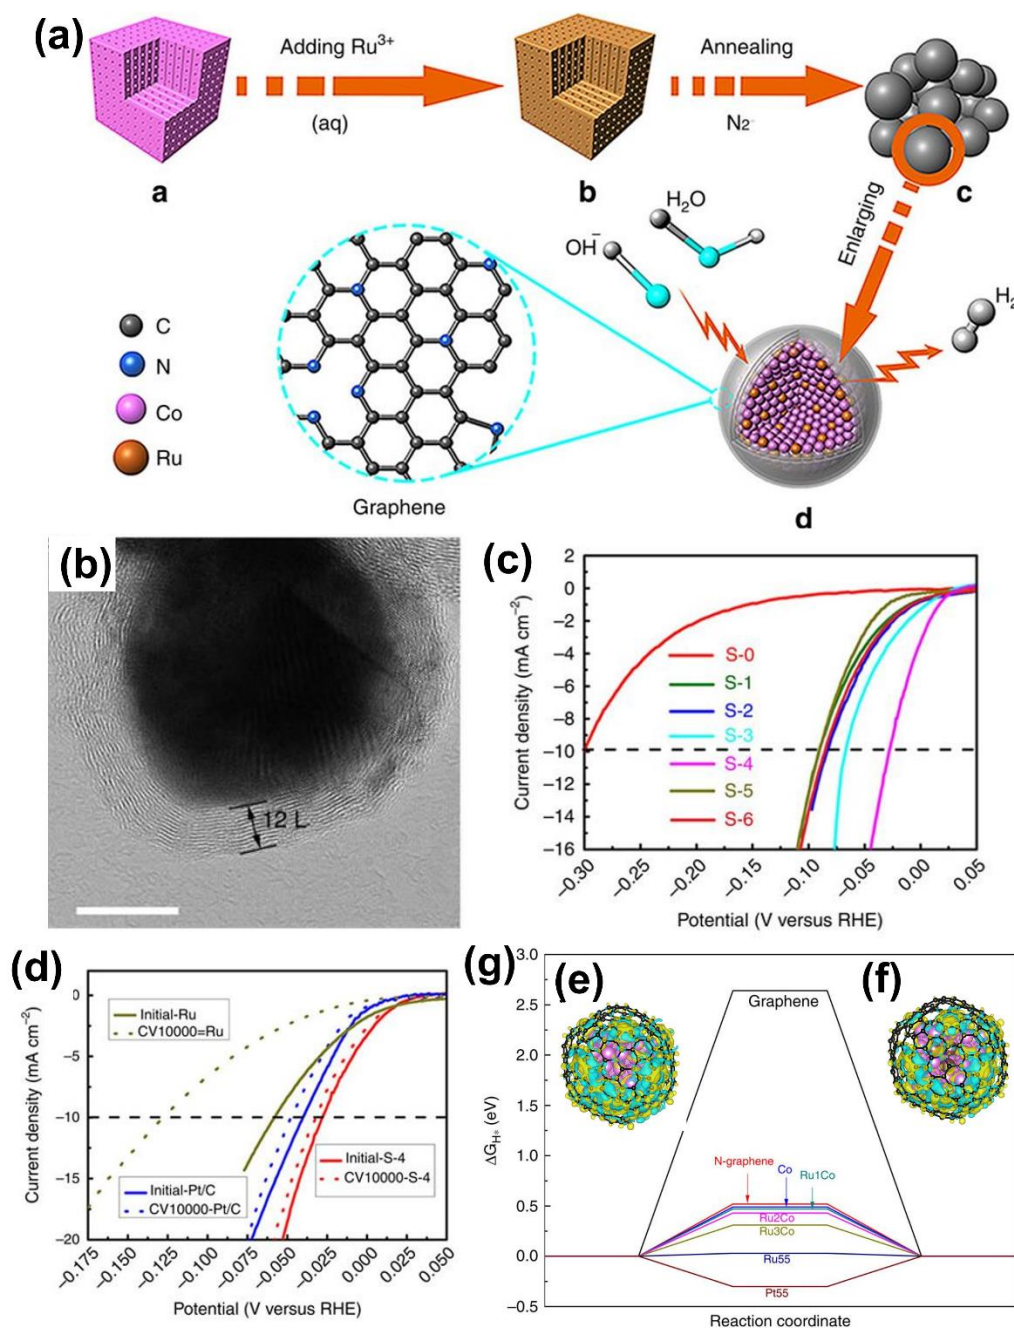 (a)
Adding Ru³⁺
(aq)
Annealing
N₂
a
b
c
H₂O
OH⁻
Enlarging
H₂
C
N
Co
Ru
Graphene
d
(b)
12 L
(c)
Current density (mA cm⁻²)
2
0
−2
−4
−6
−8
−10
−12
−14
−16
S-0
S-1
S-2
S-3
S-4
S-5
S-6
−0.30
−0.25
−0.20
−0.15
−0.10
−0.05
0.00
0.05
Potential (V versus RHE)
(d)
Current density (mA cm⁻²)
0
−5
−10
−15
−20
Initial-Ru
CV10000=Ru
Initial-S-4
CV10000-S-4
Initial-Pt/C
CV10000-Pt/C
−0.175
−0.150
−0.125
−0.100
−0.075
−0.050
−0.025
0.000
0.025
0.050
Potential (V versus RHE)
(g)
(e)
(f)
ΔG_H* (eV)
3.0
2.5
2.0
1.5
1.0
0.5
0.0
−0.5
Graphene
N-graphene
Co
Ru1Co
Ru2Co
Ru3Co
Ru55
Pt55
Reaction coordinate